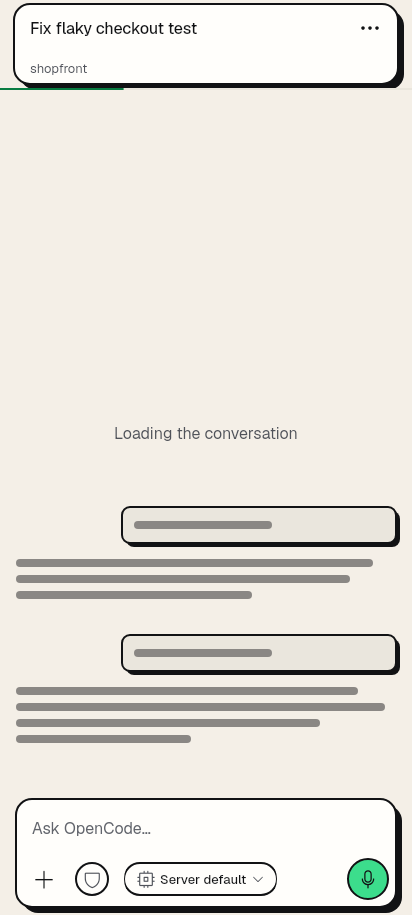 Fix flaky checkout test
shopfront
Loading the conversation
Ask OpenCode...
Server default